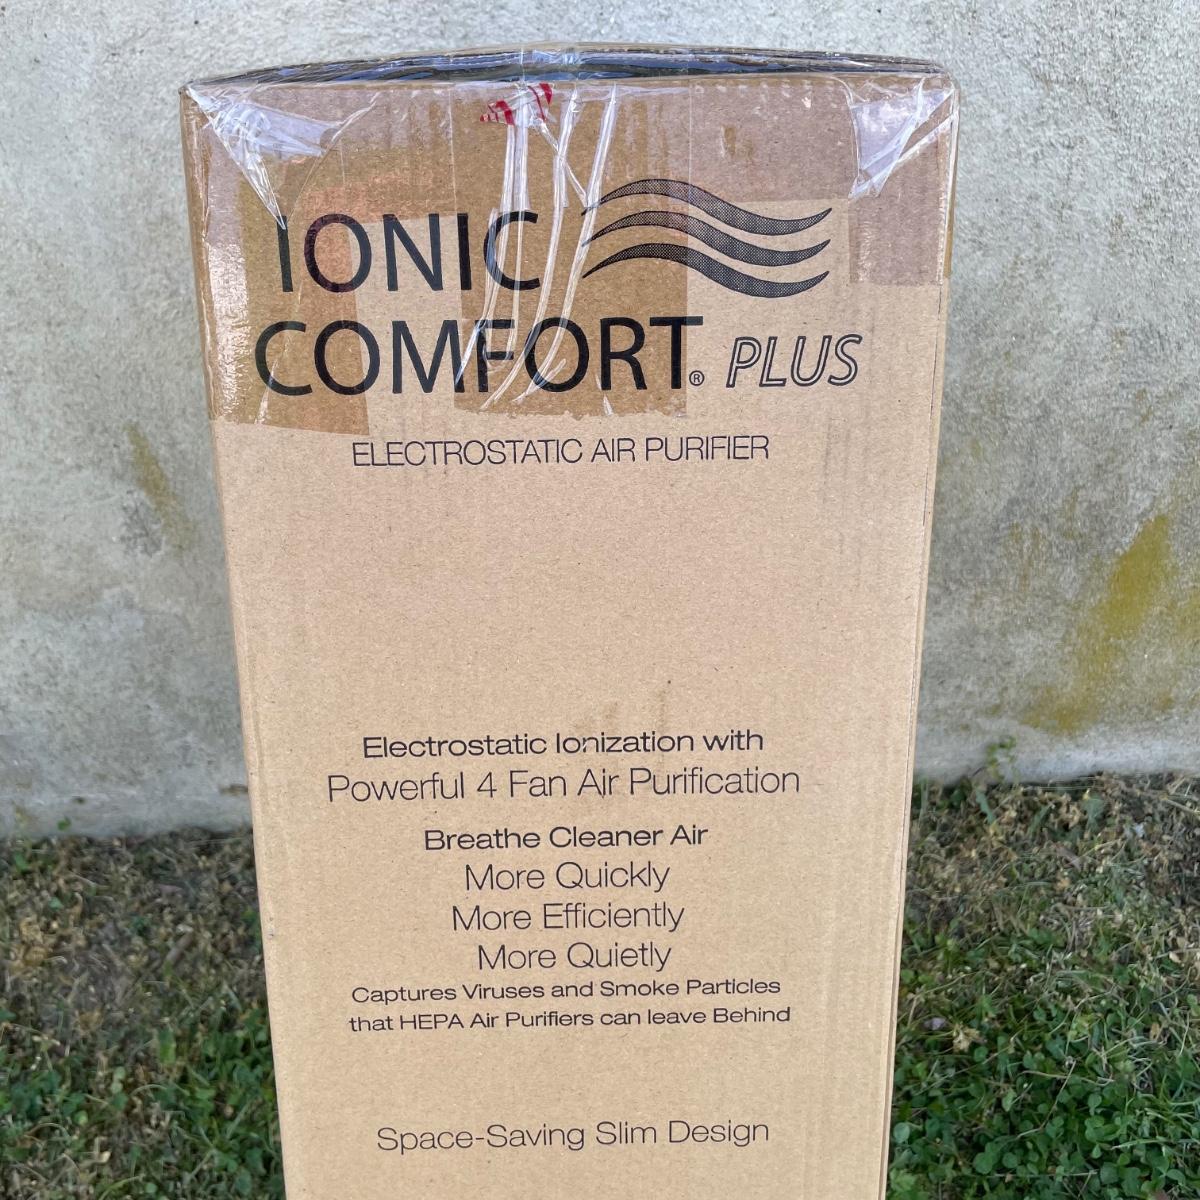 IONIC
COMFORT® PLUS
ELECTROSTATIC AIR PURIFIER
Electrostatic Ionization with
Powerful 4 Fan Air Purification
Breathe Cleaner Air
More Quickly
More Efficiently
More Quietly
Captures Viruses and Smoke Particles
that HEPA Air Purifiers can leave Behind
Space-Saving Slim Design